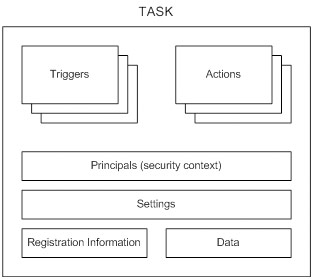 TASK
Triggers
Actions
Principals (security context)
Settings
Registration Information
Data